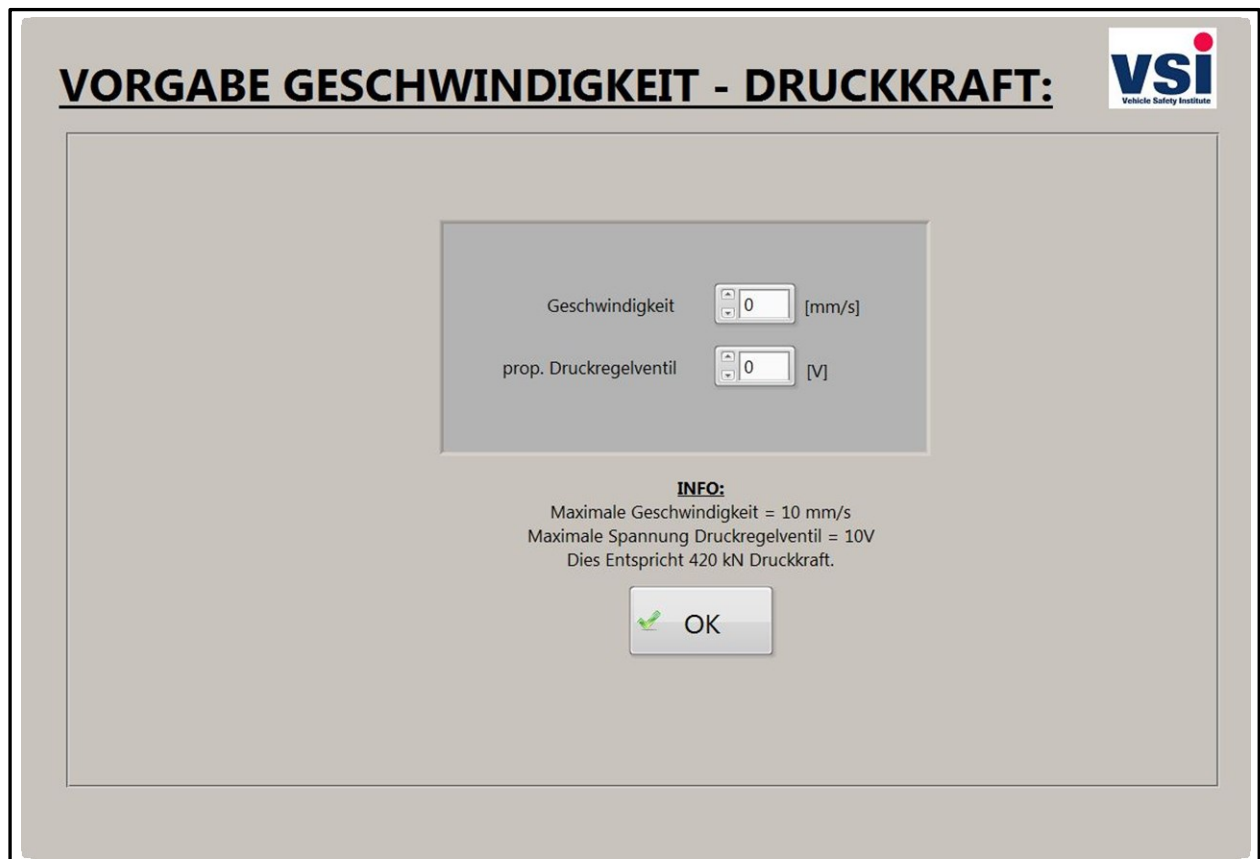 VORGABE GESCHWINDIGKEIT - DRUCKKRAFT:
vsi
Vehicle Safety Institute
Geschwindigkeit 0 [mm/s]
prop. Druckregelventil 0 [V]
INFO:
Maximale Geschwindigkeit = 10 mm/s
Maximale Spannung Druckregelventil = 10V
Dies Entspricht 420 kN Druckkraft.
OK